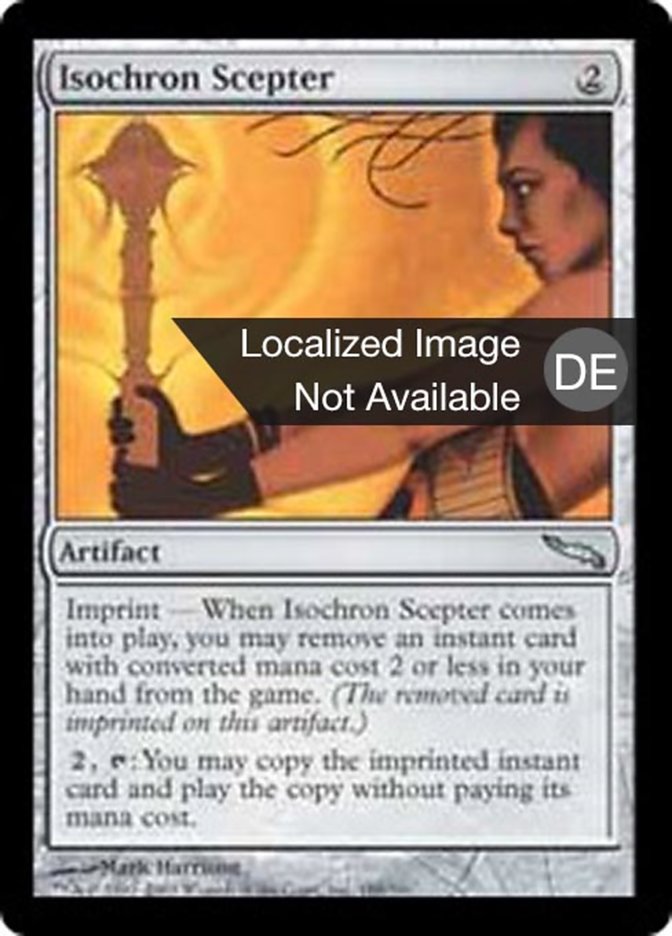 Isochron Scepter 2
Localized Image
Not Available
DE
Artifact
Imprint — When Isochron Scepter comes
into play, you may remove an instant card
with converted mana cost 2 or less in your
hand from the game. (The removed card is
imprinted on this artifact.)
2, : You may copy the imprinted instant
card and play the copy without paying its
mana cost.
Mark Harrison